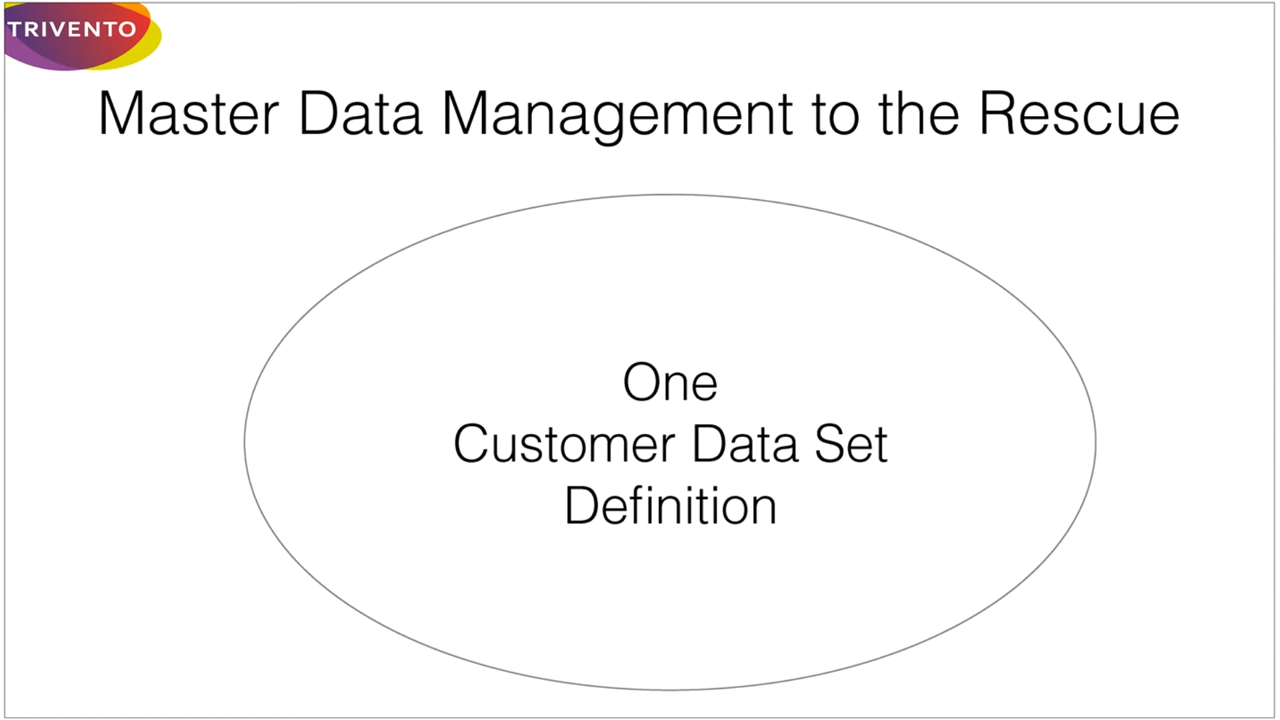 TRIVENTO
Master Data Management to the Rescue
One
Customer Data Set
Definition